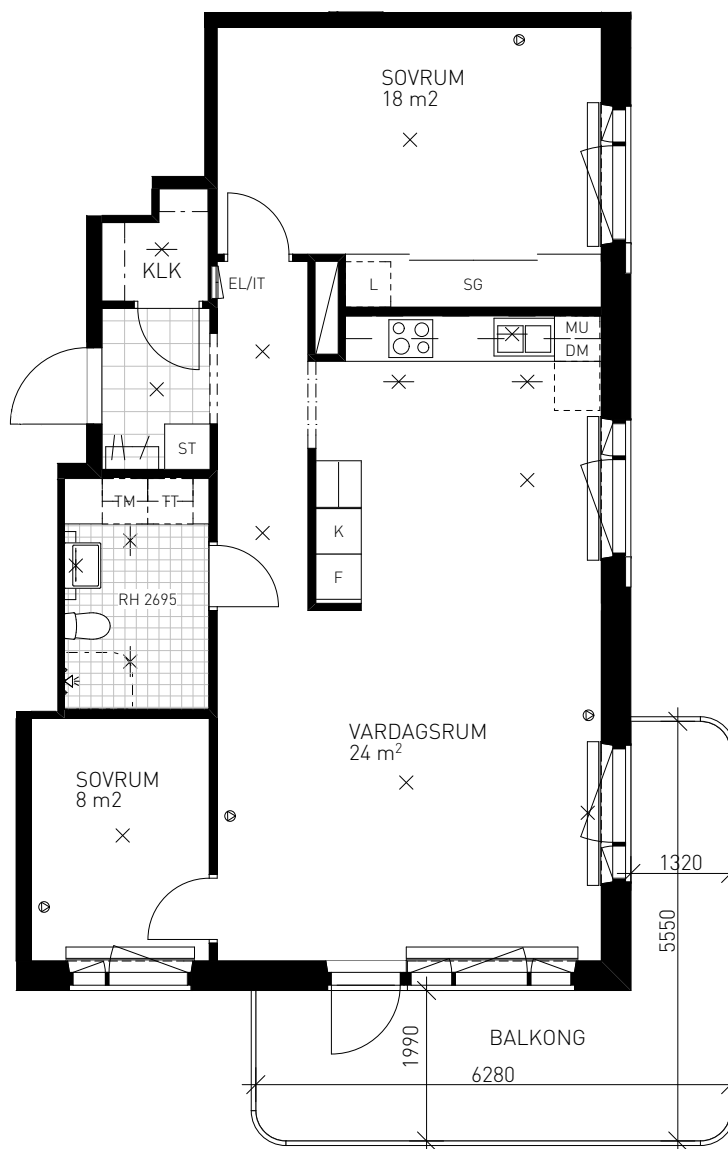 SOVRUM
18 m2
KLK
EL/IT
L
SG
MU
DM
ST
TM
TT
K
F
RH 2695
VARDAGSRUM
24 m²
SOVRUM
8 m2
1320
5550
1990
BALKONG
6280